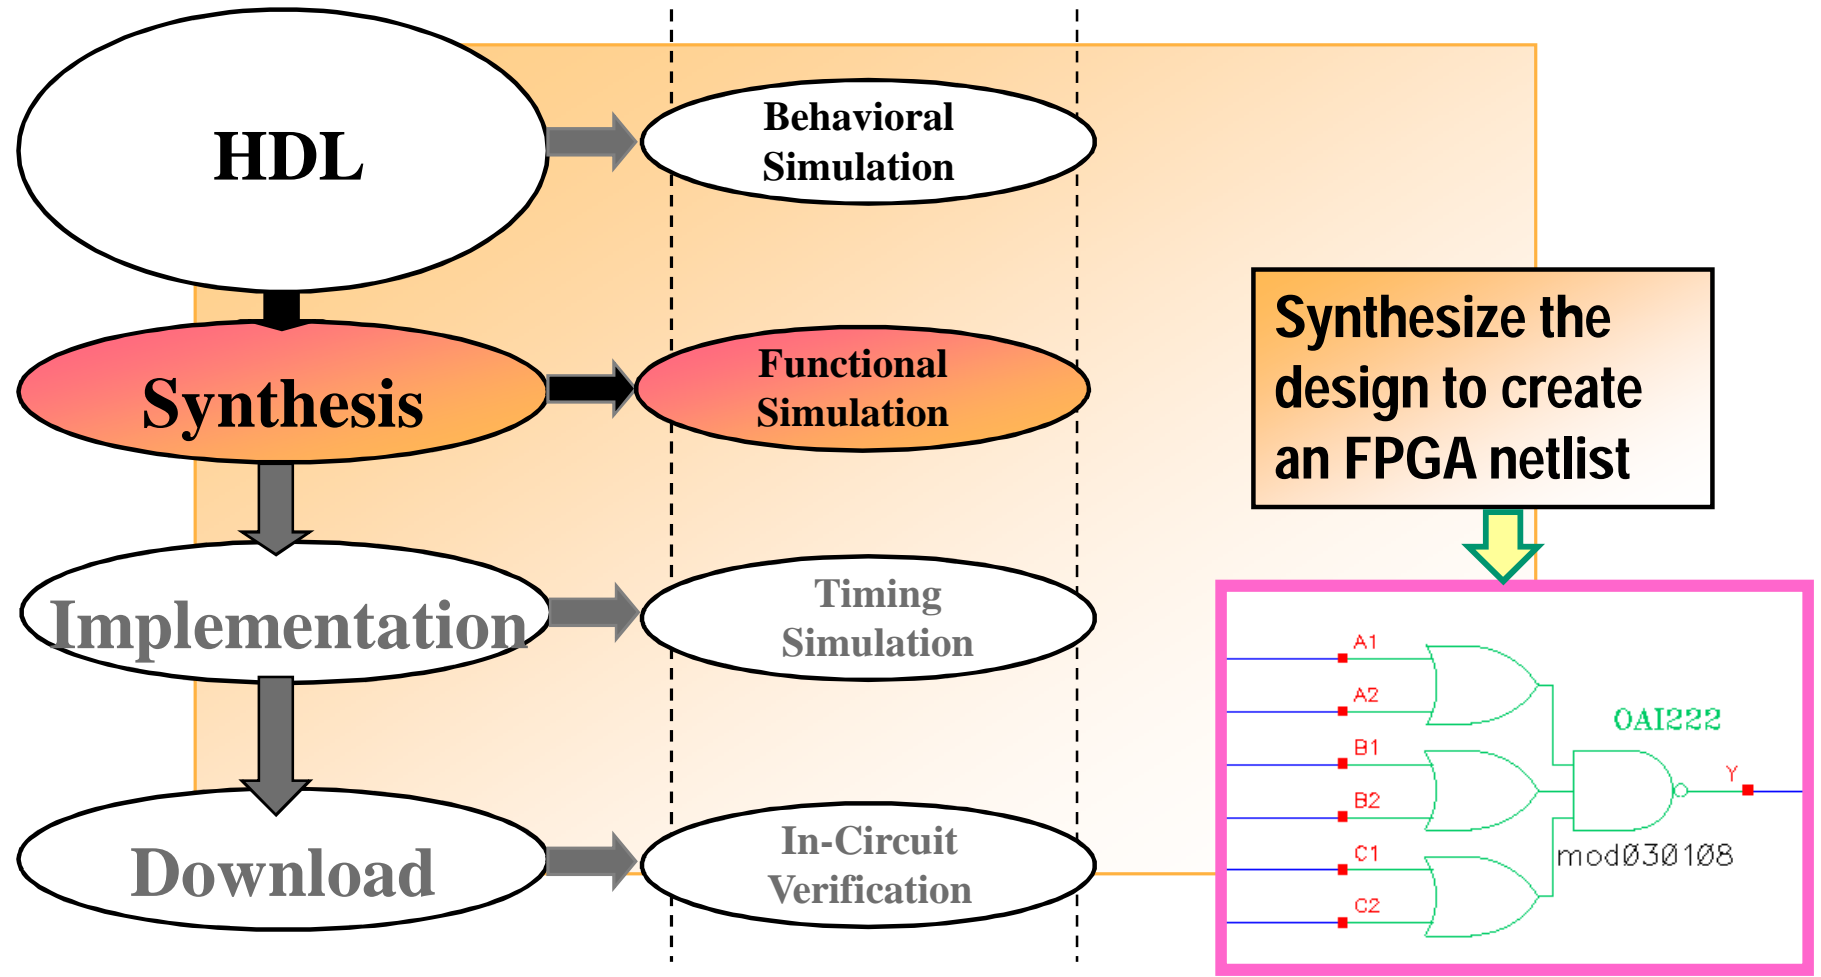 HDL
Behavioral
Simulation
Synthesis
Functional
Simulation
Implementation
Timing
Simulation
Download
In-Circuit
Verification
Synthesize the
design to create
an FPGA netlist
A1
A2
B1
B2
C1
C2
OAI222
Y
modØ3Ø1Ø8